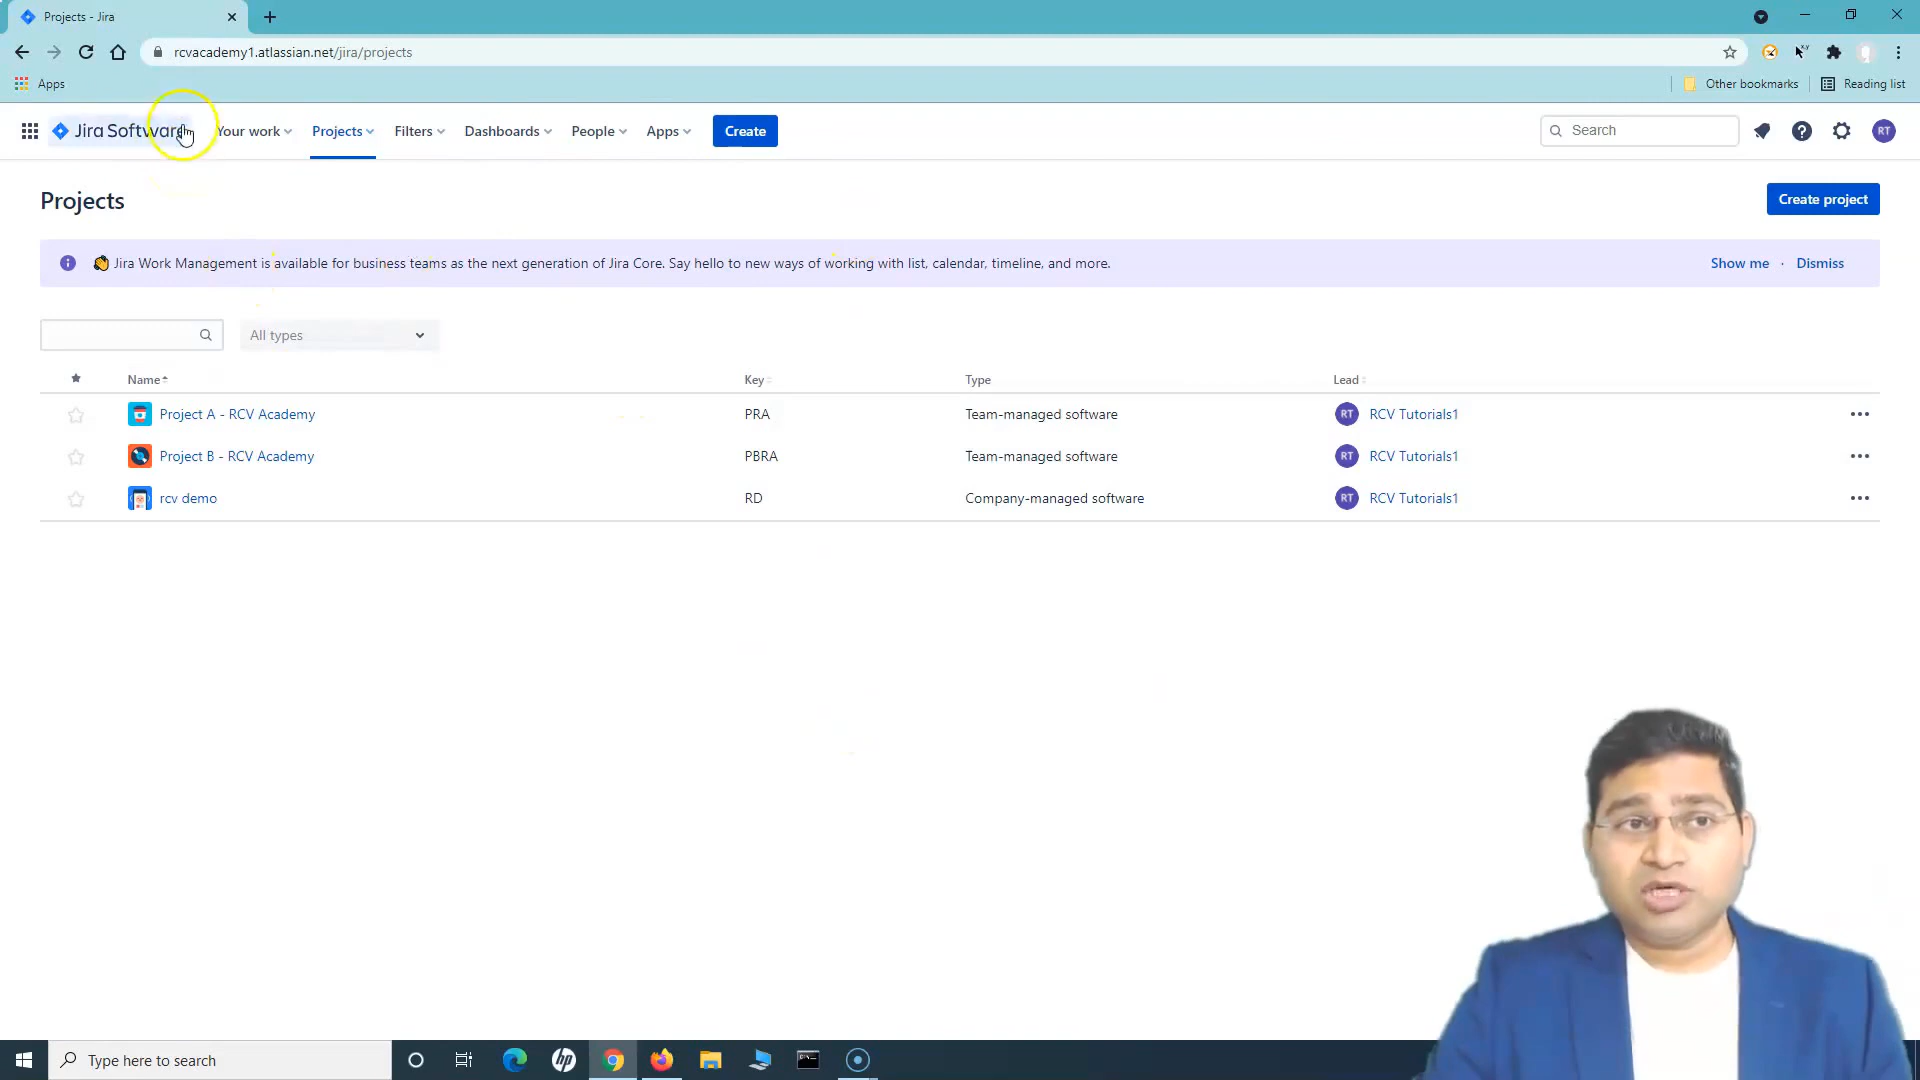 Projects - Jira
rcvacademy1.atlassian.net/jira/projects
Apps
Other bookmarks
Reading list
Jira Software
Your work
Projects
Filters
Dashboards
People
Apps
Create
Search
RT
Projects
Create project
Jira Work Management is available for business teams as the next generation of Jira Core. Say hello to new ways of working with list, calendar, timeline, and more.
Show me · Dismiss
All types
Name Key Type Lead
Project A - RCV Academy PRA Team-managed software RT RCV Tutorials1
Project B - RCV Academy PBRA Team-managed software RT RCV Tutorials1
rcv demo RD Company-managed software RT RCV Tutorials1
Type here to search
hp